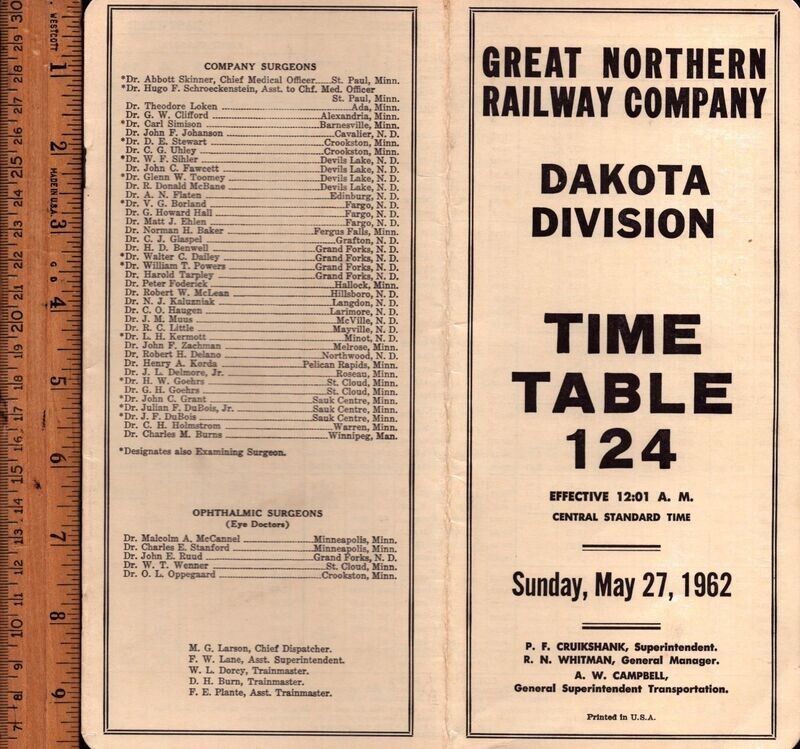 WESTCOTT
MADE IN U.S.A.
COMPANY SURGEONS
*Dr. Abbott Skinner, Chief Medical Officer.....St. Paul, Minn.
*Dr. Hugo F. Schroeckenstein, Asst. to Chf. Med. Officer
St. Paul, Minn.
Dr. Theodore Loken Ada, Minn.
Dr. G. W. Clifford Alexandria, Minn.
*Dr. Carl Simison Barnesville, Minn.
Dr. John F. Johanson Cavalier, N. D.
*Dr. D. E. Stewart Crookston, Minn.
Dr. C. G. Uhley Crookston, Minn.
*Dr. W. F. Sihler Devils Lake, N. D.
Dr. John C. Fawcett Devils Lake, N. D.
*Dr. Glenn W. Toomey Devils Lake, N. D.
Dr. R. Donald McBane Devils Lake, N. D.
Dr. A. N. Flaten Edinburg, N. D.
*Dr. V. G. Borland Fargo, N. D.
Dr. G. Howard Hall Fargo, N. D.
Dr. Matt J. Ehlen Fargo, N. D.
Dr. Norman H. Baker Fergus Falls, Minn.
Dr. C. J. Glaspel Grafton, N. D.
Dr. H. D. Benwell Grand Forks, N. D.
*Dr. Walter C. Dailey Grand Forks, N. D.
*Dr. William T. Powers Grand Forks, N. D.
Dr. Harold Tarpley Grand Forks, N. D.
Dr. Peter Foderick Hallock, Minn.
Dr. Robert W. McLean Hillsboro, N. D.
Dr. N. J. Kaluzniak Langdon, N. D.
Dr. C. O. Haugen Larimore, N. D.
Dr. J. M. Muus McVille, N. D.
Dr. R. C. Little Mayville, N. D.
*Dr. L. H. Kermott Minot, N. D.
Dr. John F. Zachman Melrose, Minn.
Dr. Robert H. Delano Northwood, N. D.
Dr. Henry A. Korda Pelican Rapids, Minn.
Dr. J. L. Delmore, Jr. Roseau, Minn.
*Dr. H. W. Goehrs St. Cloud, Minn.
Dr. G. H. Goehrs St. Cloud, Minn.
*Dr. John C. Grant Sauk Centre, Minn.
*Dr. Julian F. DuBois, Jr. Sauk Centre, Minn.
*Dr. J. F. DuBois Sauk Centre, Minn.
Dr. C. H. Holmstrom Warren, Minn.
Dr. Charles M. Burns Winnipeg, Man.
*Designates also Examining Surgeon.
OPHTHALMIC SURGEONS
(Eye Doctors)
Dr. Malcolm A. McCannel Minneapolis, Minn.
Dr. Charles E. Stanford Minneapolis, Minn.
Dr. John E. Ruud Grand Forks, N. D.
Dr. W. T. Wenner St. Cloud, Minn.
Dr. O. L. Oppegaard Crookston, Minn.
M. G. Larson, Chief Dispatcher.
F. W. Lane, Asst. Superintendent.
W. L. Dorcy, Trainmaster.
D. H. Burn, Trainmaster.
F. E. Plante, Asst. Trainmaster.
GREAT NORTHERN
RAILWAY COMPANY
DAKOTA
DIVISION
TIME
TABLE
124
EFFECTIVE 12:01 A. M.
CENTRAL STANDARD TIME
Sunday, May 27, 1962
P. F. CRUIKSHANK, Superintendent.
R. N. WHITMAN, General Manager.
A. W. CAMPBELL,
General Superintendent Transportation.
Printed in U.S.A.